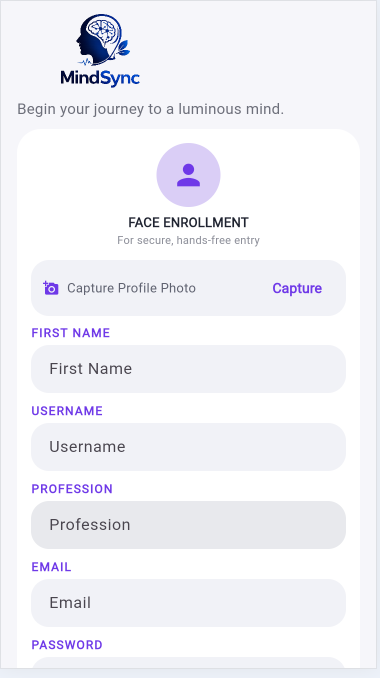 MindSync
Begin your journey to a luminous mind.
FACE ENROLLMENT
For secure, hands-free entry
Capture Profile Photo Capture
FIRST NAME
First Name
USERNAME
Username
PROFESSION
Profession
EMAIL
Email
PASSWORD